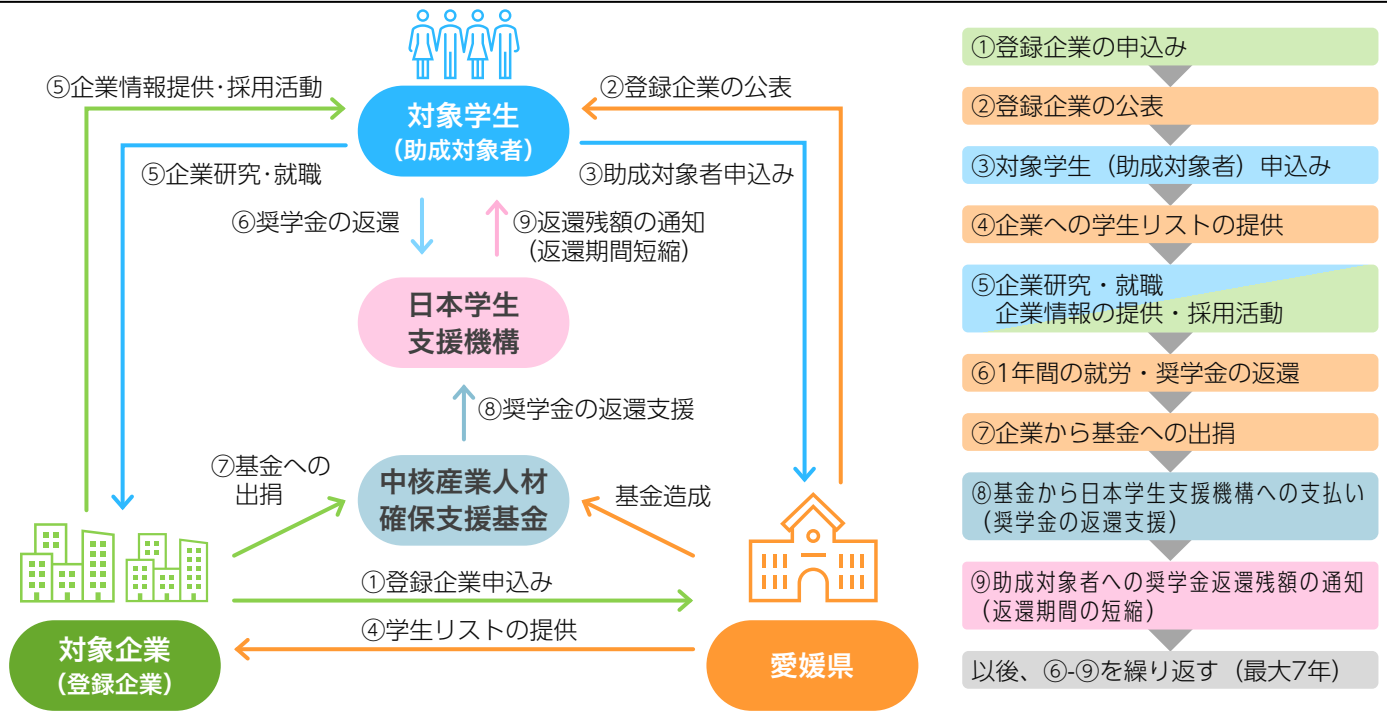 ⑤企業情報提供・採用活動
②登録企業の公表
対象学生
（助成対象者）
⑤企業研究・就職
③助成対象者申込み
⑥奨学金の返還
⑨返還残額の通知
（返還期間短縮）
日本学生
支援機構
⑧奨学金の返還支援
⑦基金への
出捐
中核産業人材
確保支援基金
基金造成
①登録企業申込み
④学生リストの提供
対象企業
（登録企業）
愛媛県
①登録企業の申込み
②登録企業の公表
③対象学生（助成対象者）申込み
④企業への学生リストの提供
⑤企業研究・就職
企業情報の提供・採用活動
⑥1年間の就労・奨学金の返還
⑦企業から基金への出捐
⑧基金から日本学生支援機構への支払い
（奨学金の返還支援）
⑨助成対象者への奨学金返還残額の通知
（返還期間の短縮）
以後、⑥-⑨を繰り返す（最大7年）